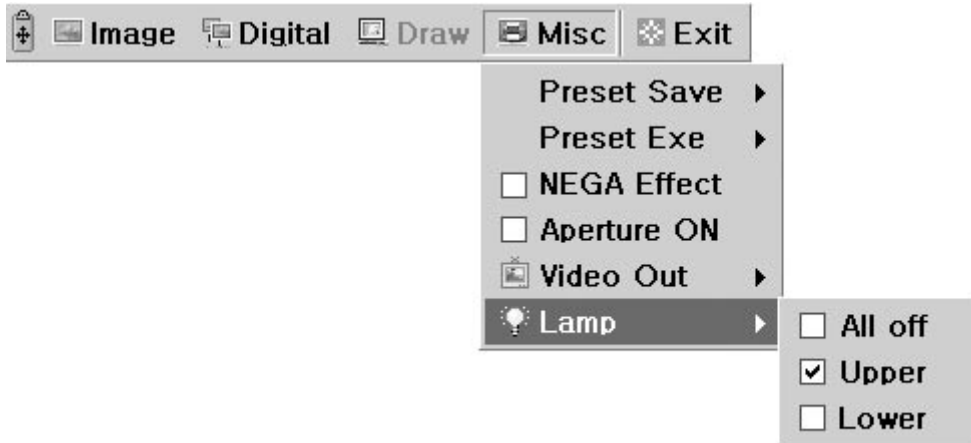 Image Digital Draw Misc Exit
Preset Save
Preset Exe
NEGA Effect
Aperture ON
Video Out
Lamp
All off
Upper
Lower